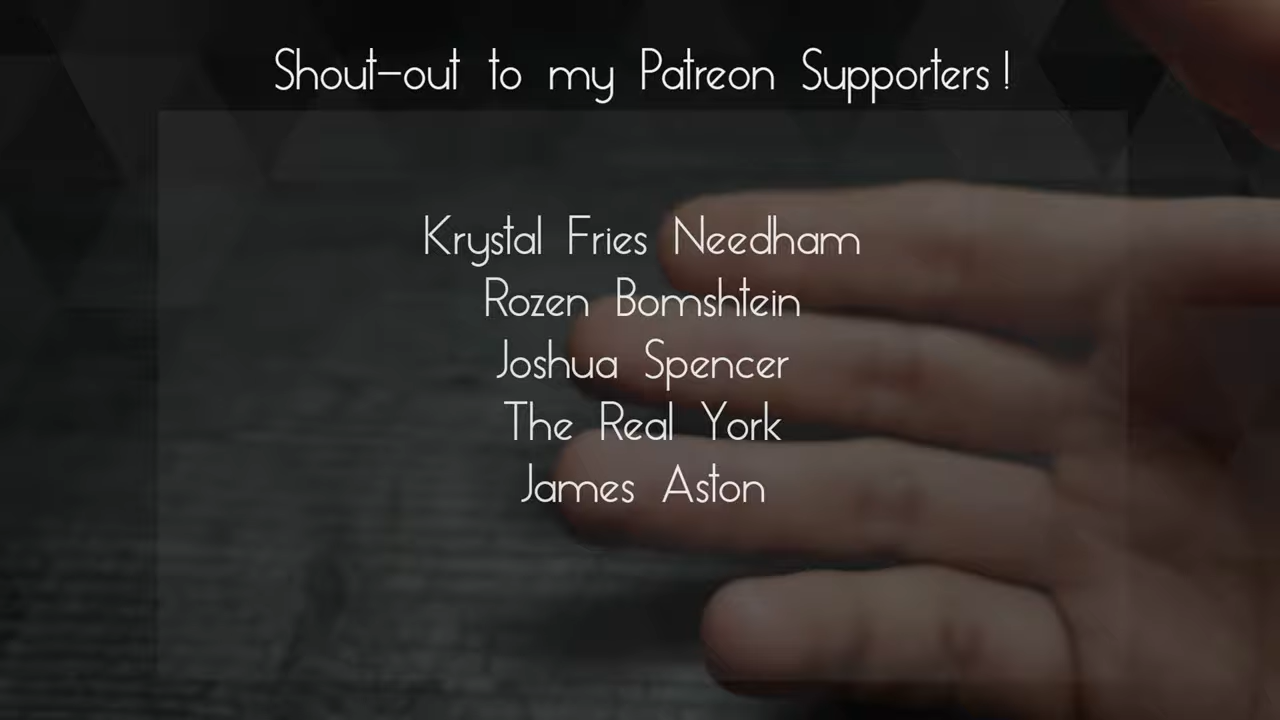 Shout-out to my Patreon Supporters!
Krystal Fries Needham
Rozen Bomshtein
Joshua Spencer
The Real York
James Aston